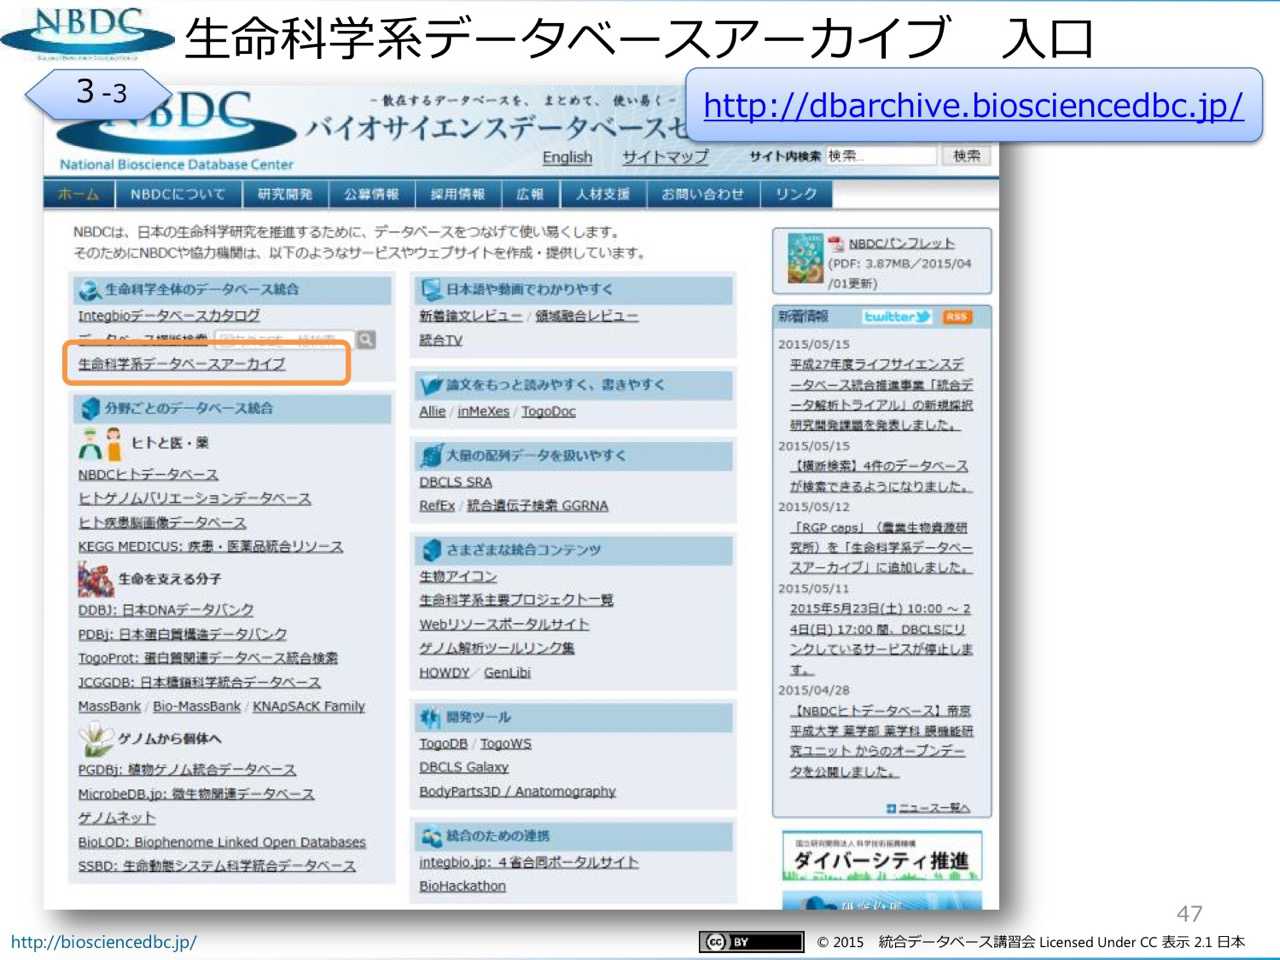 NBDC 生命科学系データベースアーカイブ 入口
3-3
http://dbarchive.biosciencedbc.jp/
NBDC
National Bioscience Database Center
- 散在するデータベースを、まとめて、使い易く -
バイオサイエンスデータベースセ
English サイトマップ サイト内検索 検索... 検索
ホーム NBDCについて 研究開発 公募情報 採用情報 広報 人材支援 お問い合わせ リンク
NBDCは、日本の生命科学研究を推進するために、データベースをつなげて使い易くします。
そのためにNBDCや協力機関は、以下のようなサービスやウェブサイトを作成・提供しています。
生命科学全体のデータベース統合
Integbioデータベースカタログ
データベース横断検索
生命科学系データベースアーカイブ
分野ごとのデータベース統合
ヒトと医・薬
NBDCヒトデータベース
ヒトゲノムバリエーションデータベース
ヒト疾患脳画像データベース
KEGG MEDICUS: 疾患・医薬品統合リソース
生命を支える分子
DDBJ: 日本DNAデータバンク
PDBj: 日本蛋白質構造データバンク
TogoProt: 蛋白質関連データベース統合検索
JCGGDB: 日本糖鎖科学統合データベース
MassBank / Bio-MassBank / KNApSAcK Family
ゲノムから個体へ
PGDBj: 植物ゲノム統合データベース
MicrobeDB.jp: 微生物関連データベース
ゲノムネット
BioLOD: Biophenome Linked Open Databases
SSBD: 生命動態システム科学統合データベース
日本語や動画でわかりやすく
新着論文レビュー / 領域融合レビュー
統合TV
論文をもっと読みやすく、書きやすく
Allie / inMeXes / TogoDoc
大量の配列データを扱いやすく
DBCLS SRA
RefEx / 統合遺伝子検索 GGRNA
さまざまな統合コンテンツ
生物アイコン
生命科学系主要プロジェクト一覧
Webリソースポータルサイト
ゲノム解析ツールリンク集
HOWDY / GenLibi
開発ツール
TogoDB / TogoWS
DBCLS Galaxy
BodyParts3D / Anatomography
統合のための連携
integbio.jp: 4省合同ポータルサイト
BioHackathon
NBDCパンフレット
(PDF: 3.87MB/2015/04
/01更新)
新着情報 twitter RSS
2015/05/15
平成27年度ライフサイエンスデ
ータベース統合推進事業「統合デ
ータ解析トライアル」の新規採択
研究開発課題を発表しました。
2015/05/15
【横断検索】4件のデータベース
が検索できるようになりました。
2015/05/12
「RGP caps」(農業生物資源研
究所)を「生命科学系データベー
スアーカイブ」に追加しました。
2015/05/11
2015年5月23日(土) 10:00 ~ 2
4日(日) 17:00 間、DBCLSにリ
ンクしているサービスが停止しま
す。
2015/04/28
【NBDCヒトデータベース】帝京
平成大学 薬学部 薬学科 膜機能研
究ユニット からのオープンデー
タを公開しました。
ニュース一覧へ
国立研究開発法人科学技術振興機構
ダイバーシティ推進
47
http://biosciencedbc.jp/
cc BY
© 2015 統合データベース講習会 Licensed Under CC 表示 2.1 日本